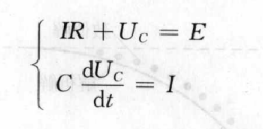 IR + U_C = E
C dU_C/dt = I